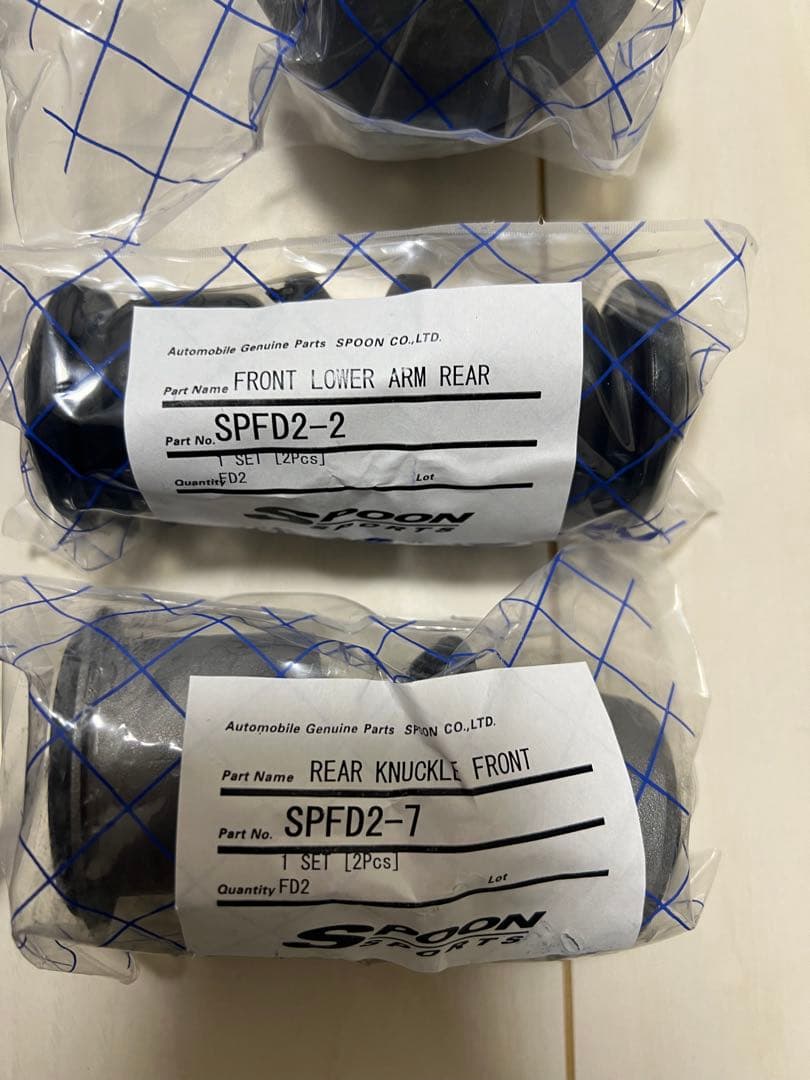 Automobile Genuine Parts SPOON CO.,LTD.
Part Name FRONT LOWER ARM REAR
Part No. SPFD2-2
1 SET [2Pcs]
Quantity FD2 Lot
SPOON
SPORTS
Automobile Genuine Parts SPOON CO.,LTD.
Part Name REAR KNUCKLE FRONT
Part No. SPFD2-7
1 SET [2Pcs]
Quantity FD2 Lot
SPOON
SPORTS